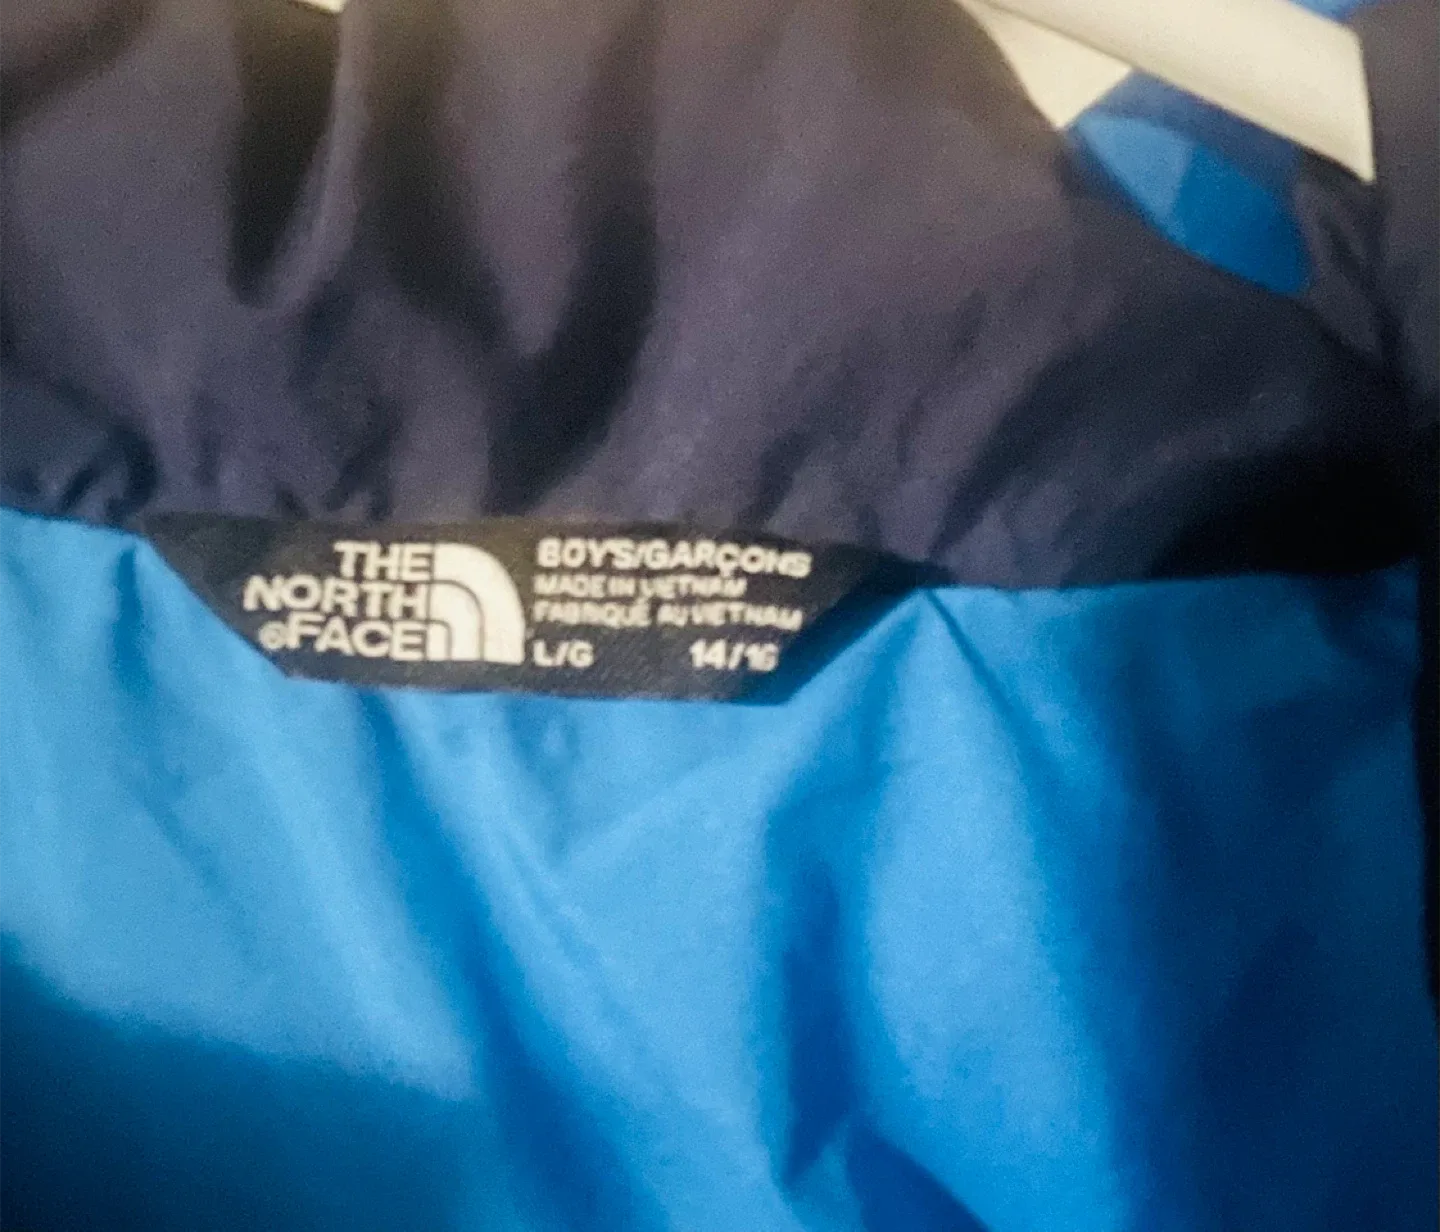 THE
NORTH
FACE
BOYS/GARÇONS
MADE IN VIETNAM
FABRIQUÉ AU VIETNAM
L/G 14/16